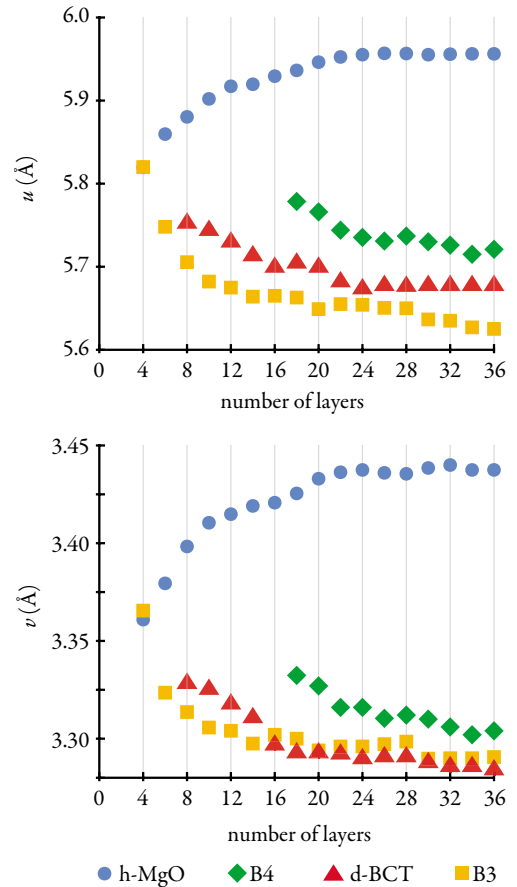 6.0
5.9
5.8
5.7
5.6
u (Å)
0 4 8 12 16 20 24 28 32 36
number of layers
3.45
3.40
3.35
3.30
v (Å)
0 4 8 12 16 20 24 28 32 36
number of layers
h-MgO B4 d-BCT B3